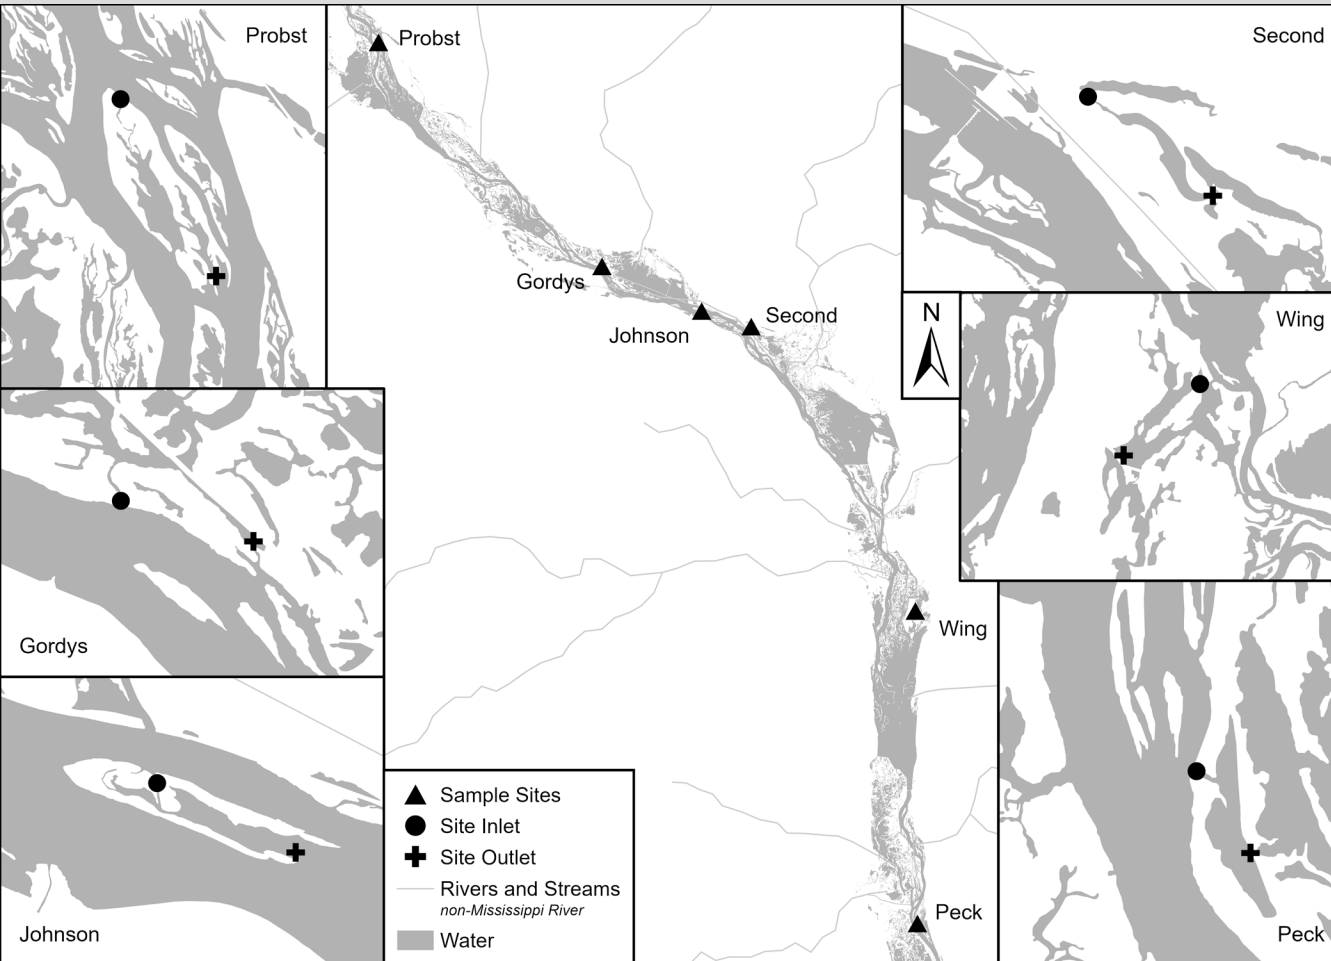 Probst
Probst
Second
Gordys
Second
Johnson
N
Wing
Gordys
Wing
Sample Sites
Site Inlet
Site Outlet
Rivers and Streams
non-Mississippi River
Water
Peck
Johnson
Peck